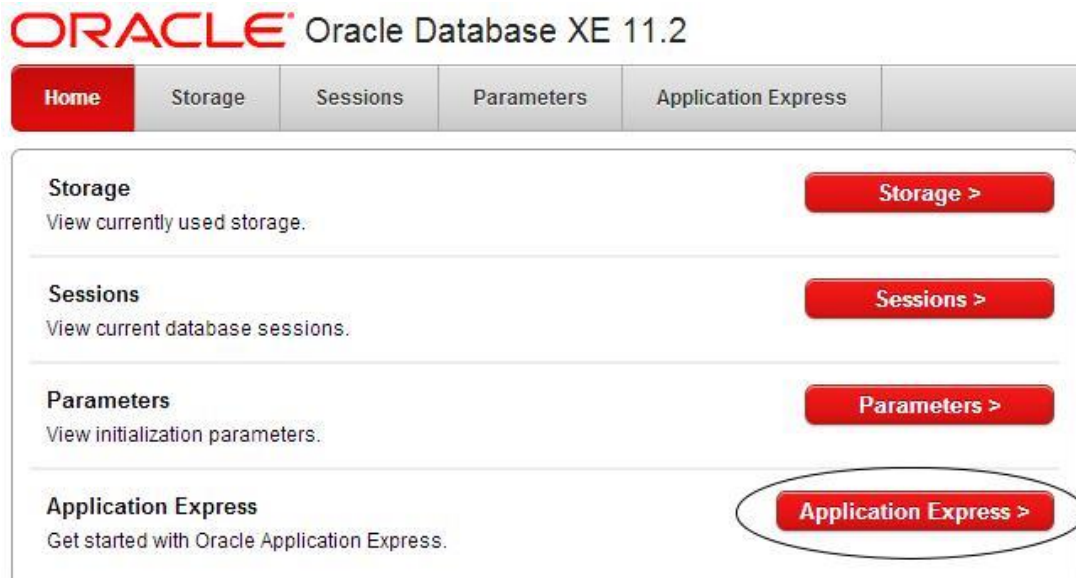 ORACLE Oracle Database XE 11.2
Home Storage Sessions Parameters Application Express
Storage
View currently used storage.
Storage >
Sessions
View current database sessions.
Sessions >
Parameters
View initialization parameters.
Parameters >
Application Express
Get started with Oracle Application Express.
Application Express >